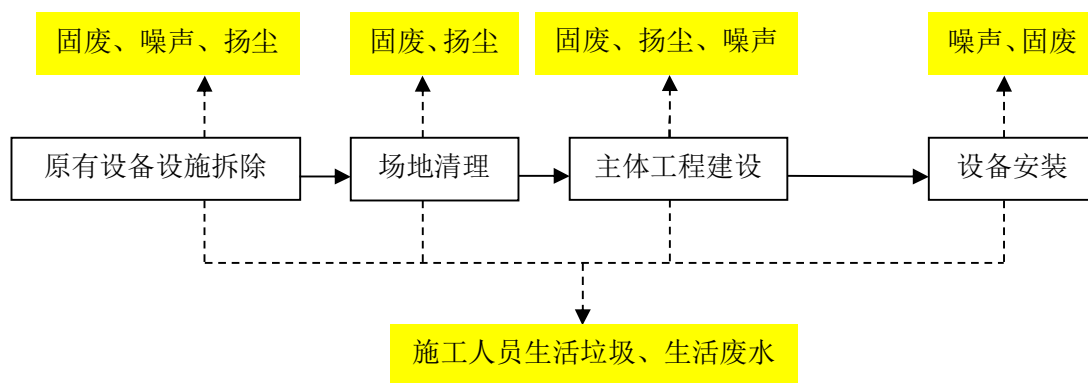 固废、噪声、扬尘
固废、扬尘
固废、扬尘、噪声
噪声、固废
原有设备设施拆除
场地清理
主体工程建设
设备安装
施工人员生活垃圾、生活废水